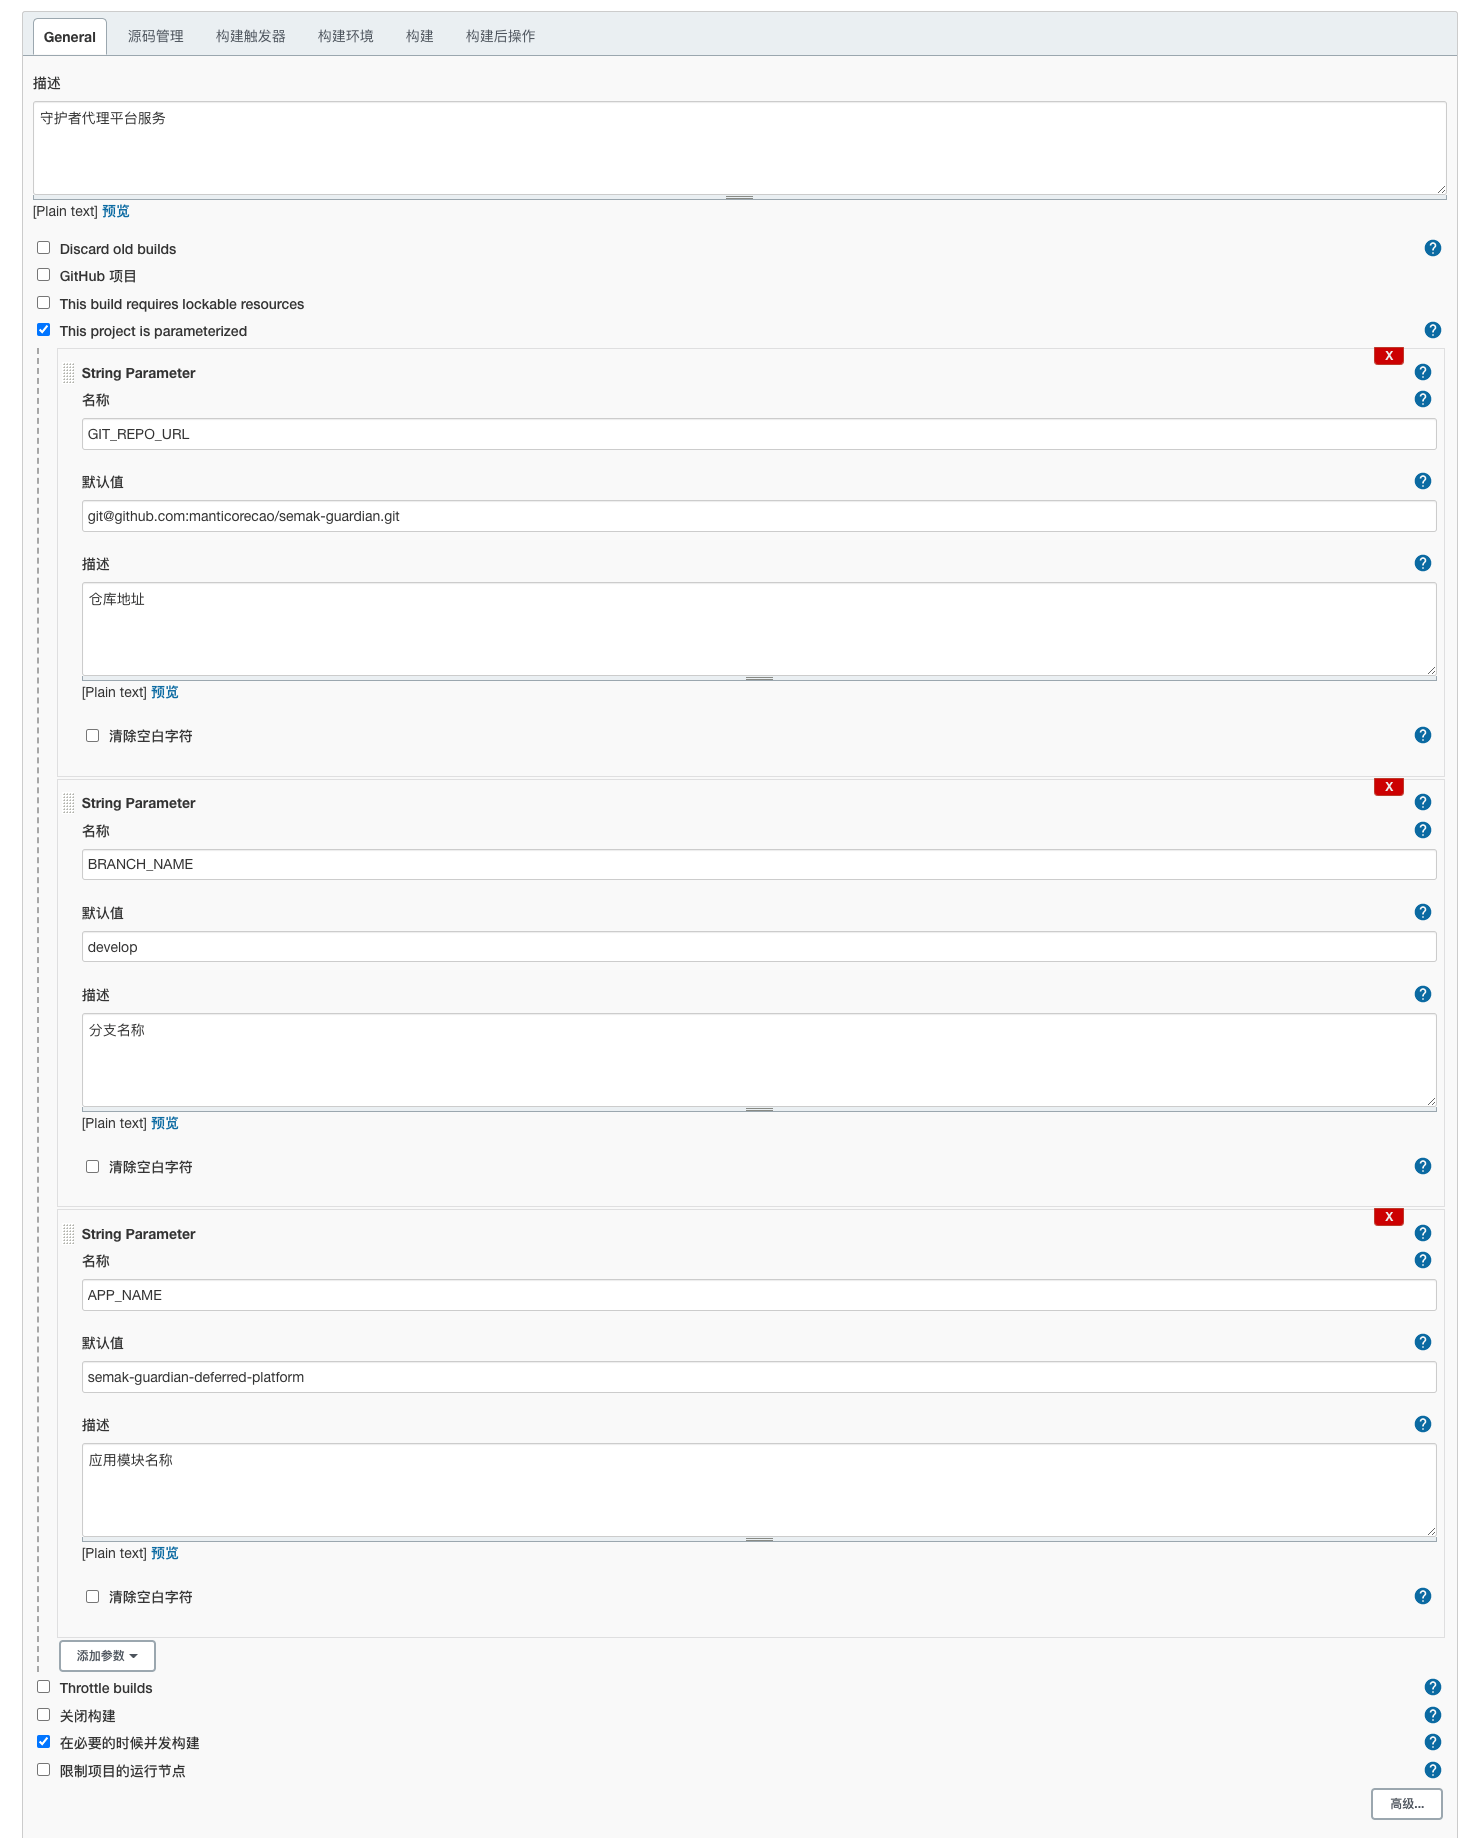 General 源码管理 构建触发器 构建环境 构建 构建后操作
描述
守护者代理平台服务
[Plain text] 预览
Discard old builds
GitHub 项目
This build requires lockable resources
This project is parameterized
X
String Parameter
名称
GIT_REPO_URL
默认值
git@github.com:manticorecao/semak-guardian.git
描述
仓库地址
[Plain text] 预览
清除空白字符
X
String Parameter
名称
BRANCH_NAME
默认值
develop
描述
分支名称
[Plain text] 预览
清除空白字符
X
String Parameter
名称
APP_NAME
默认值
semak-guardian-deferred-platform
描述
应用模块名称
[Plain text] 预览
清除空白字符
添加参数
Throttle builds
关闭构建
在必要的时候并发构建
限制项目的运行节点
高级...